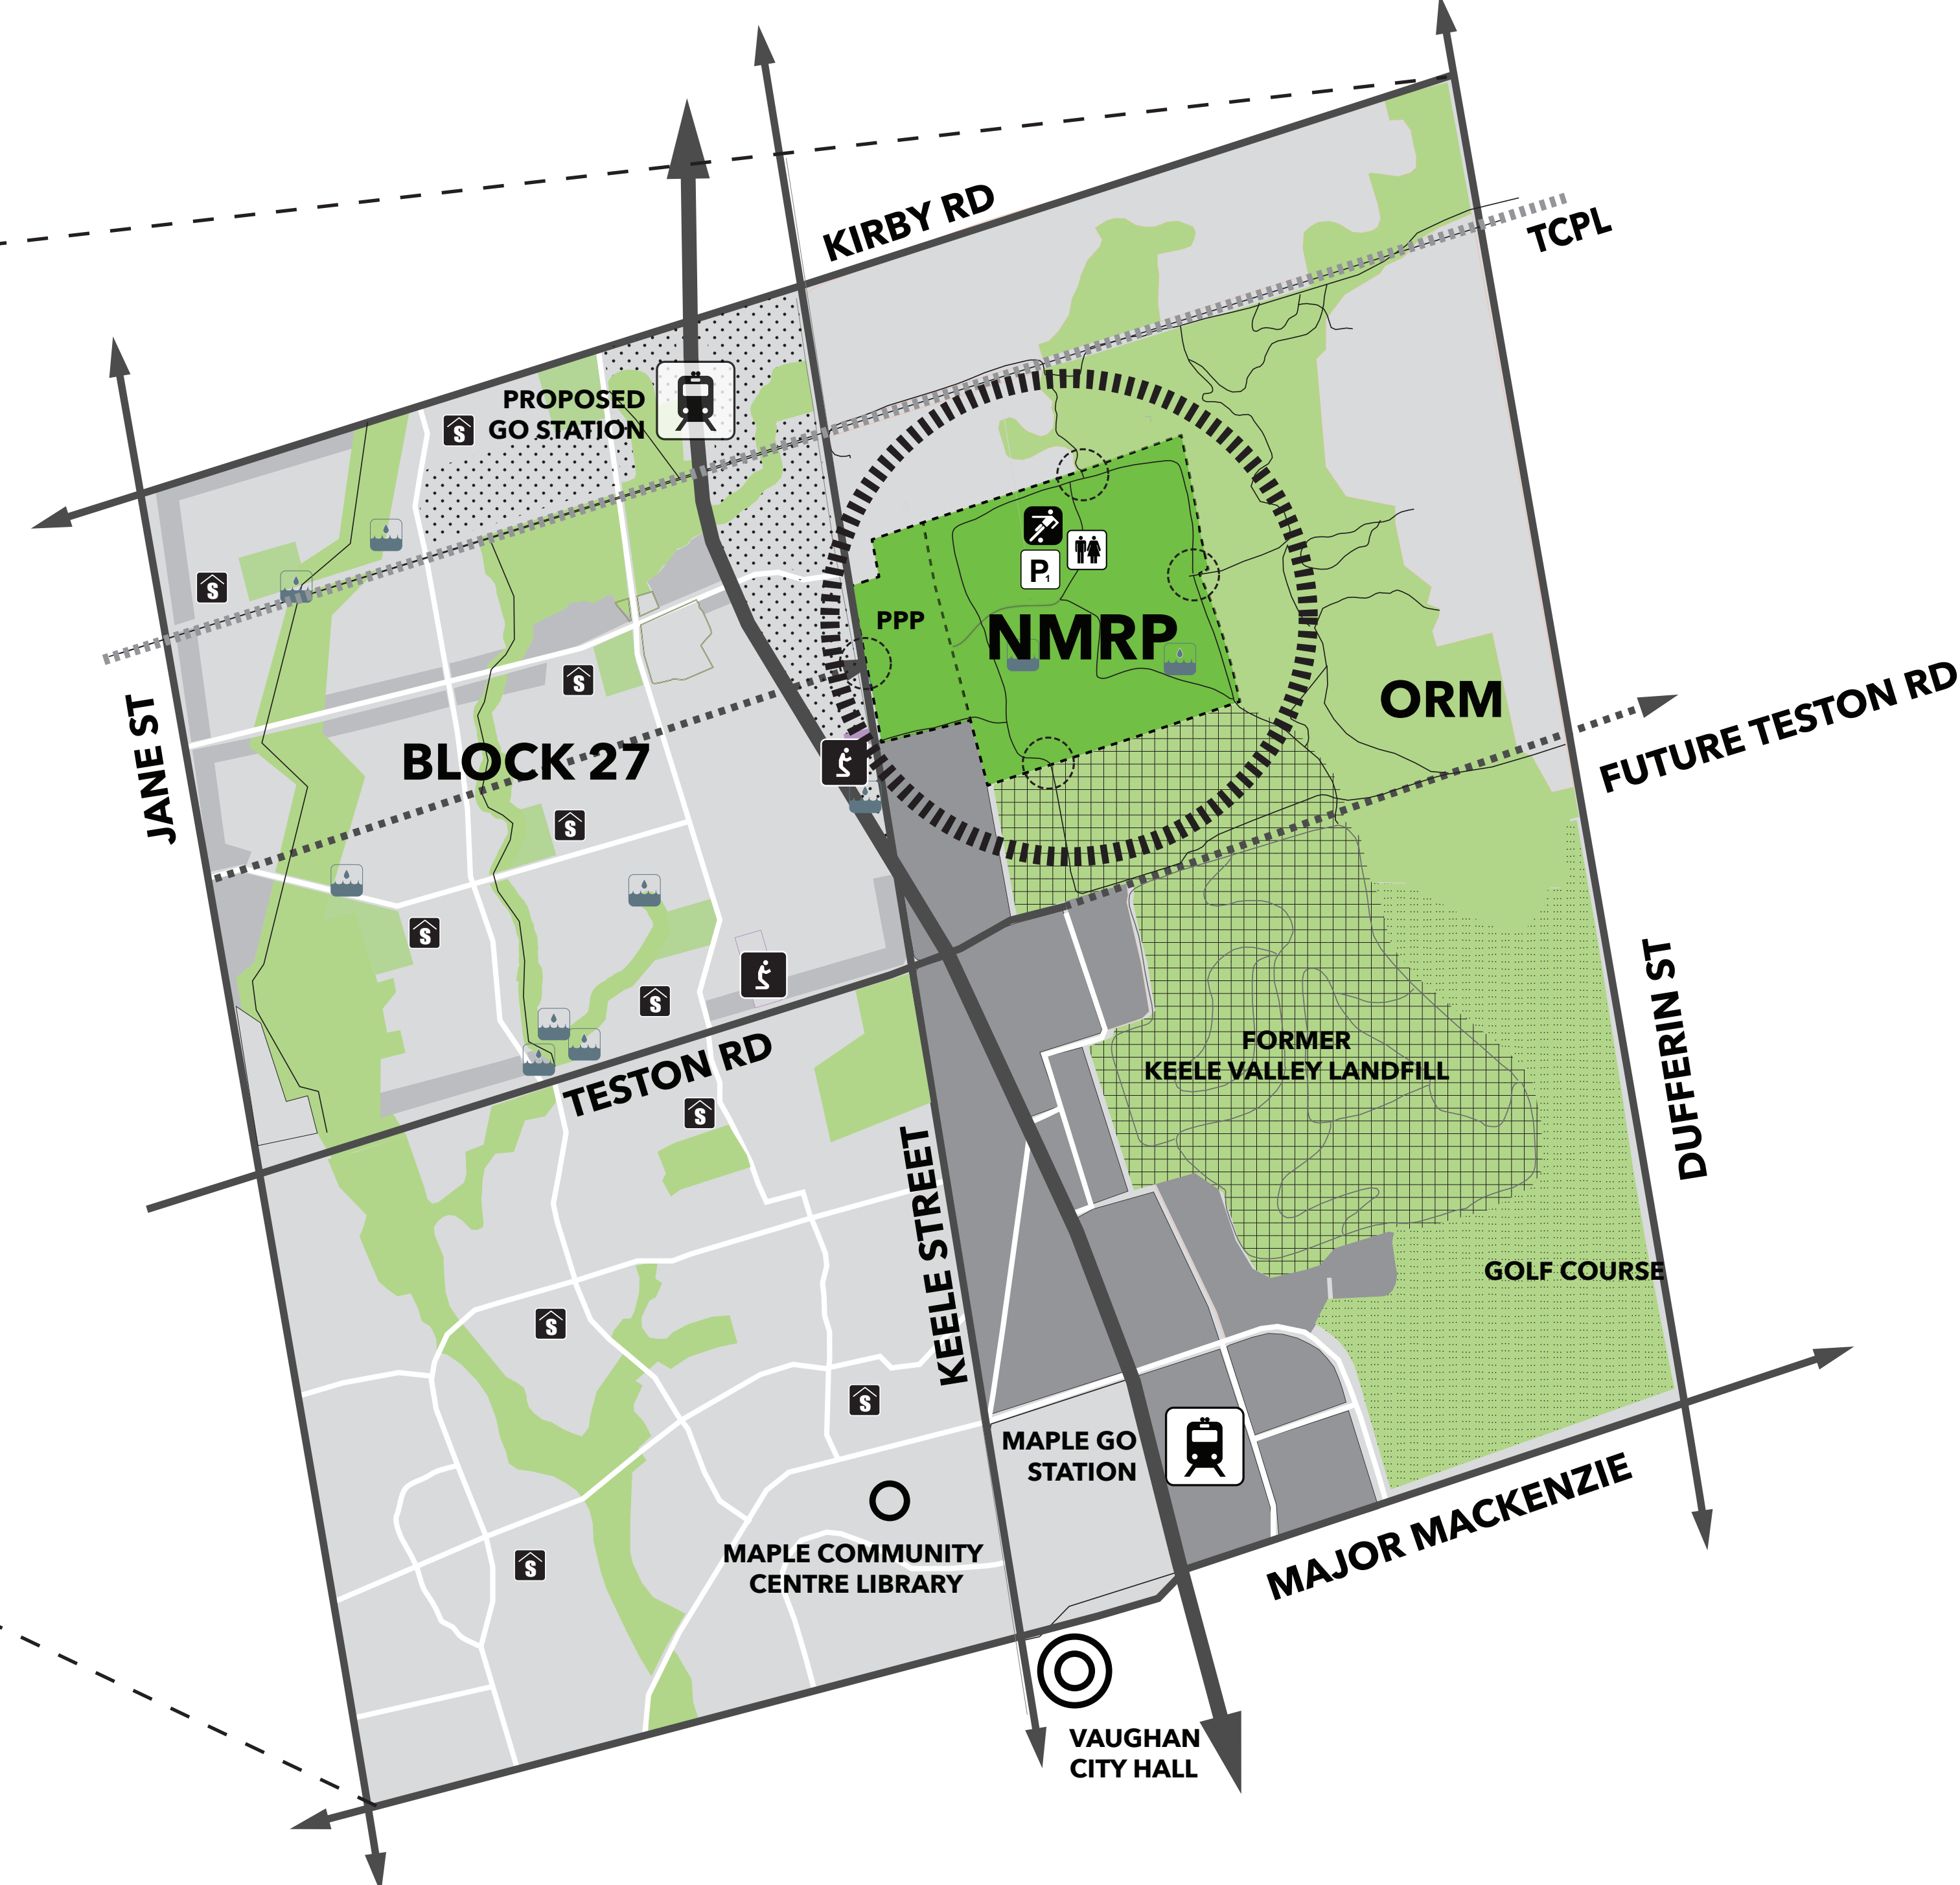 KIRBY RD
TCPL
PROPOSED
GO STATION
S
S
P1
PPP
NMRP
S
ORM
FUTURE TESTON RD
JANE ST
BLOCK 27
S
S
S
TESTON RD
S
FORMER
KEELE VALLEY LANDFILL
DUFFERIN ST
KEELE STREET
GOLF COURSE
S
S
MAPLE GO
STATION
MAJOR MACKENZIE
MAPLE COMMUNITY
CENTRE LIBRARY
S
VAUGHAN
CITY HALL